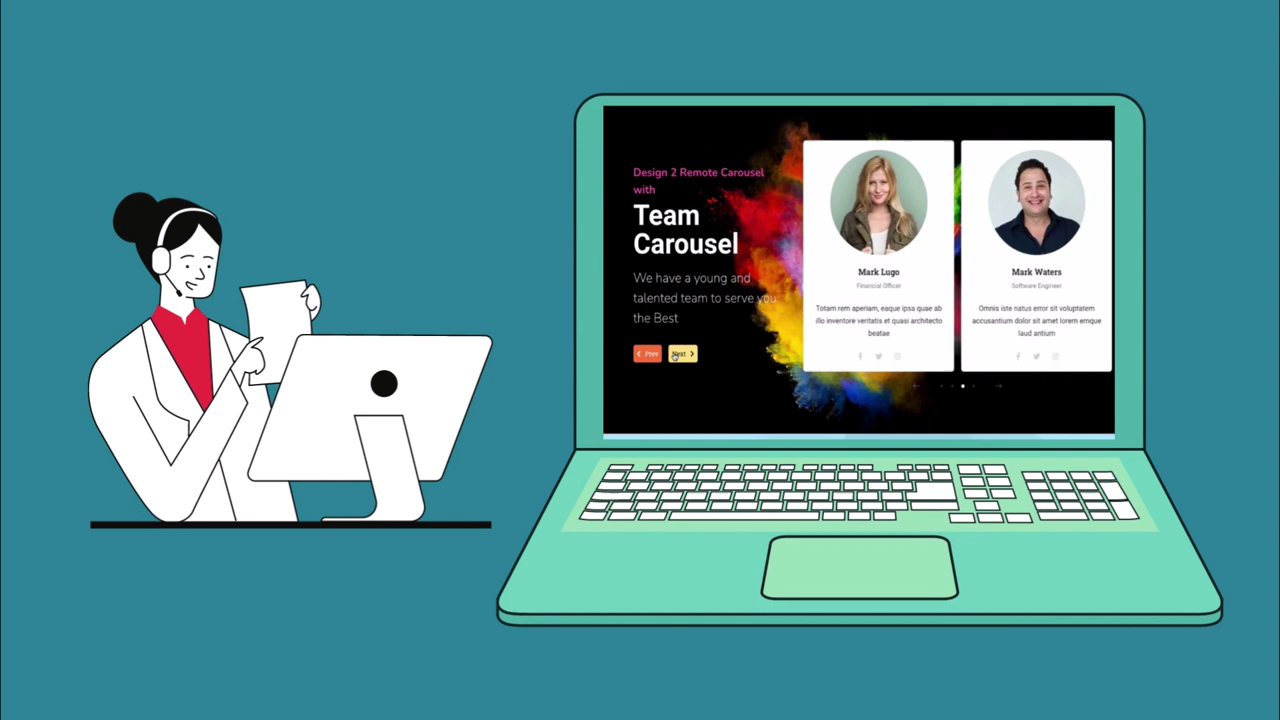 Design 2 Remote Carousel
with
Team
Carousel
We have a young and
talented team to serve you
the Best
Prev
Next
Mark Lugo
Financial Officer
Totam rem aperiam, eaque ipsa quae ab
illo inventore veritatis et quasi architecto
beatae
Mark Waters
Software Engineer
Omnis iste natus error sit voluptatem
accusantium dolor sit amet lorem emque
laud antium